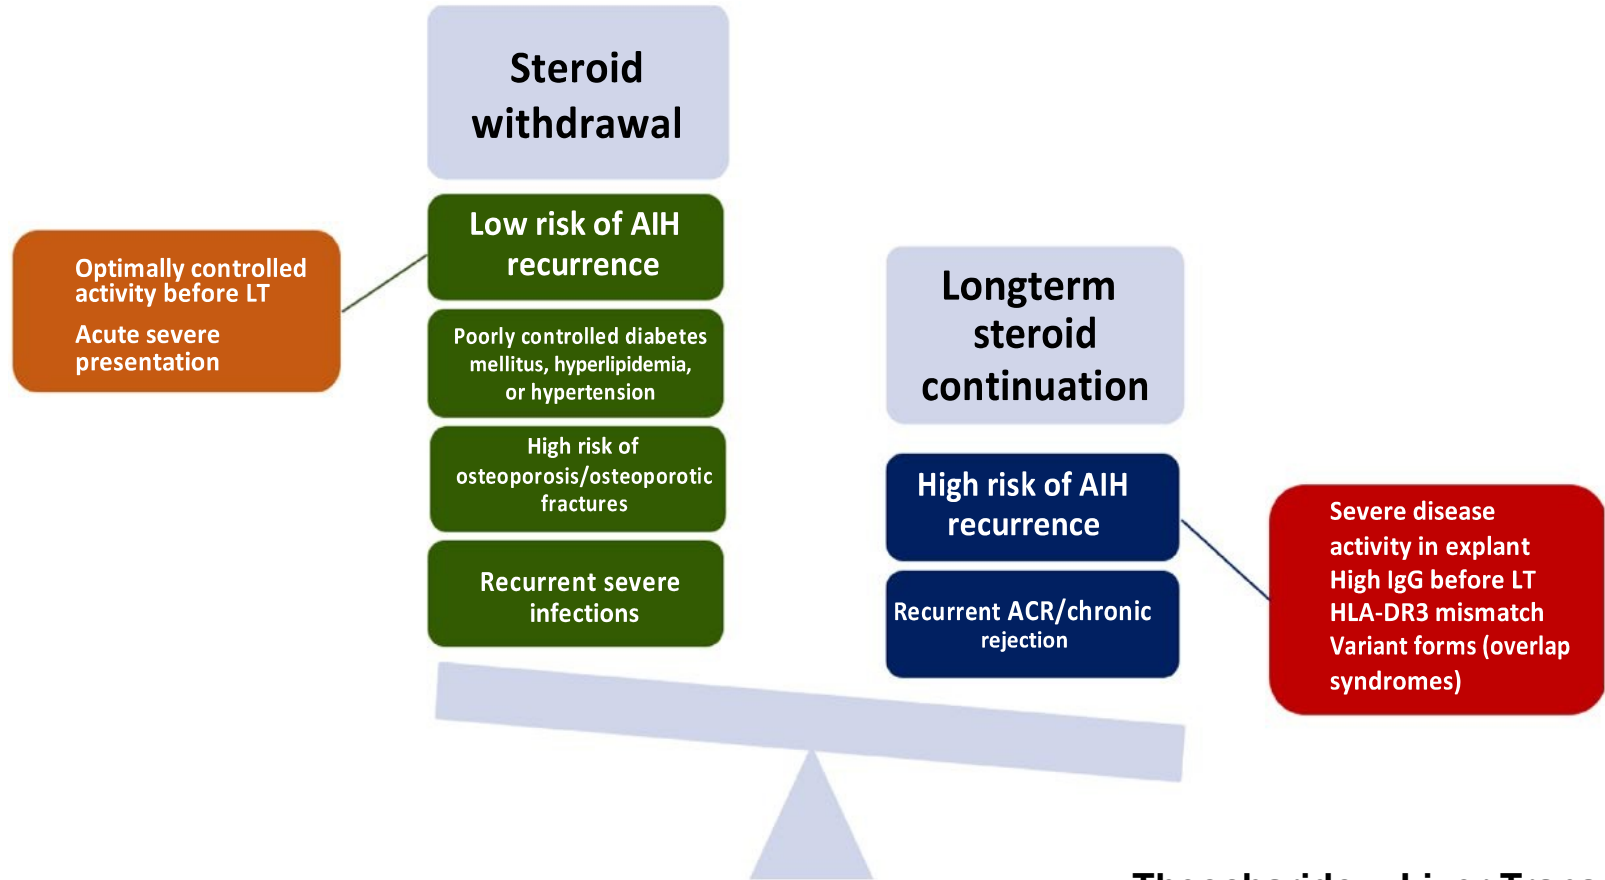 Steroid
withdrawal
Low risk of AIH
recurrence
Optimally controlled
activity before LT
Acute severe
presentation
Poorly controlled diabetes
mellitus, hyperlipidemia,
or hypertension
High risk of
osteoporosis/osteoporotic
fractures
Recurrent severe
infections
Longterm
steroid
continuation
High risk of AIH
recurrence
Recurrent ACR/chronic
rejection
Severe disease
activity in explant
High IgG before LT
HLA-DR3 mismatch
Variant forms (overlap
syndromes)